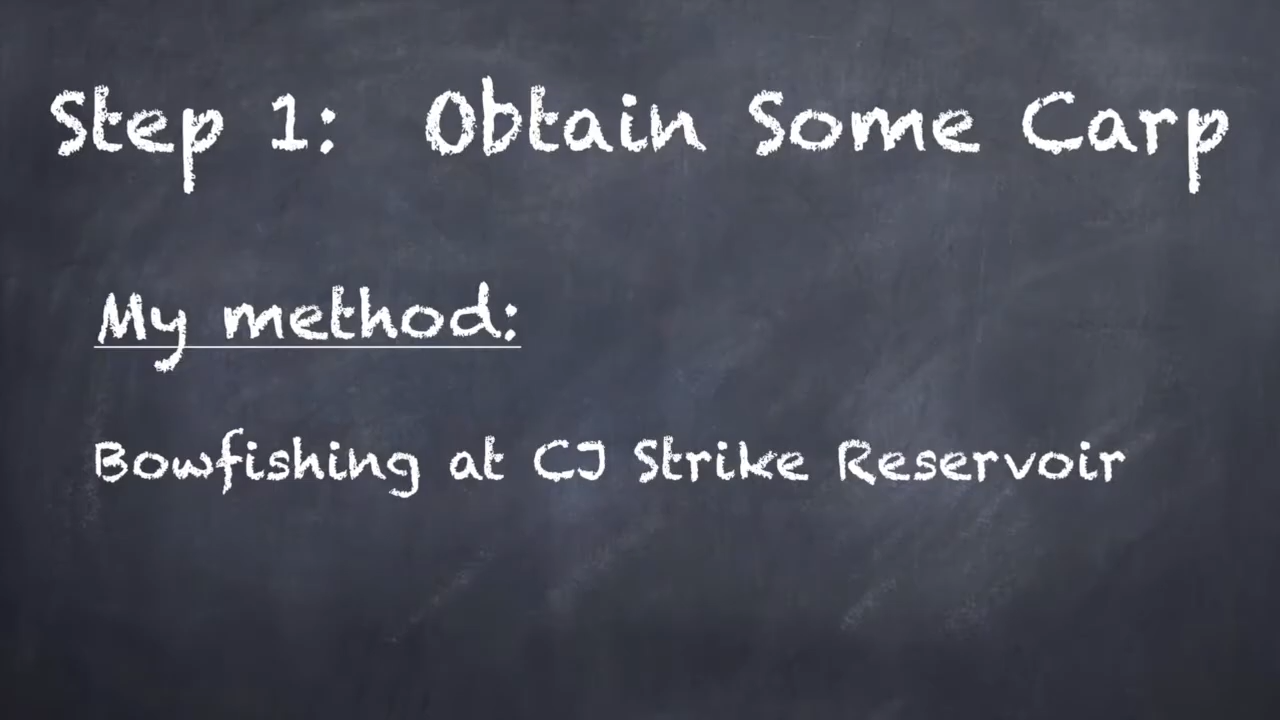 Step 1: Obtain Some Carp
My method:
Bowfishing at CJ Strike Reservoir